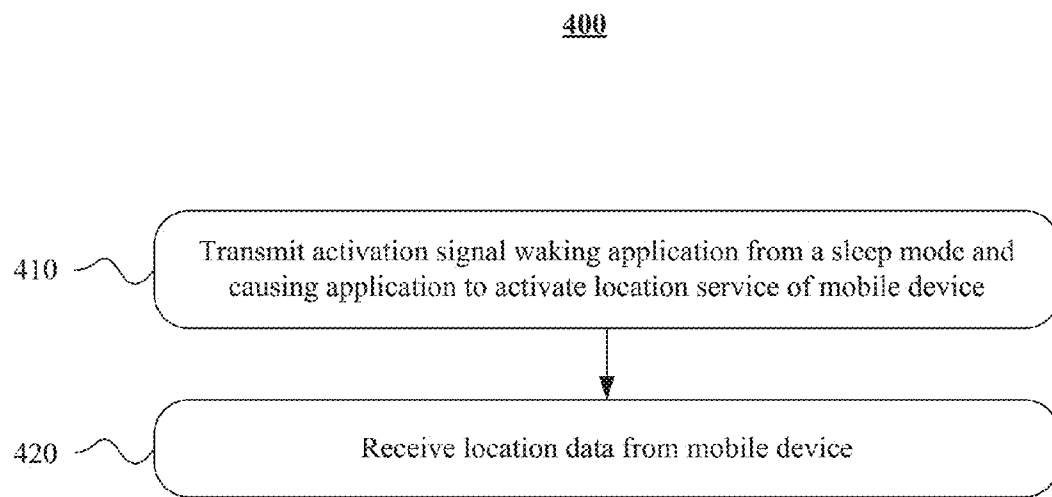 400
410
Transmit activation signal waking application from a sleep mode and
causing application to activate location service of mobile device
420
Receive location data from mobile device